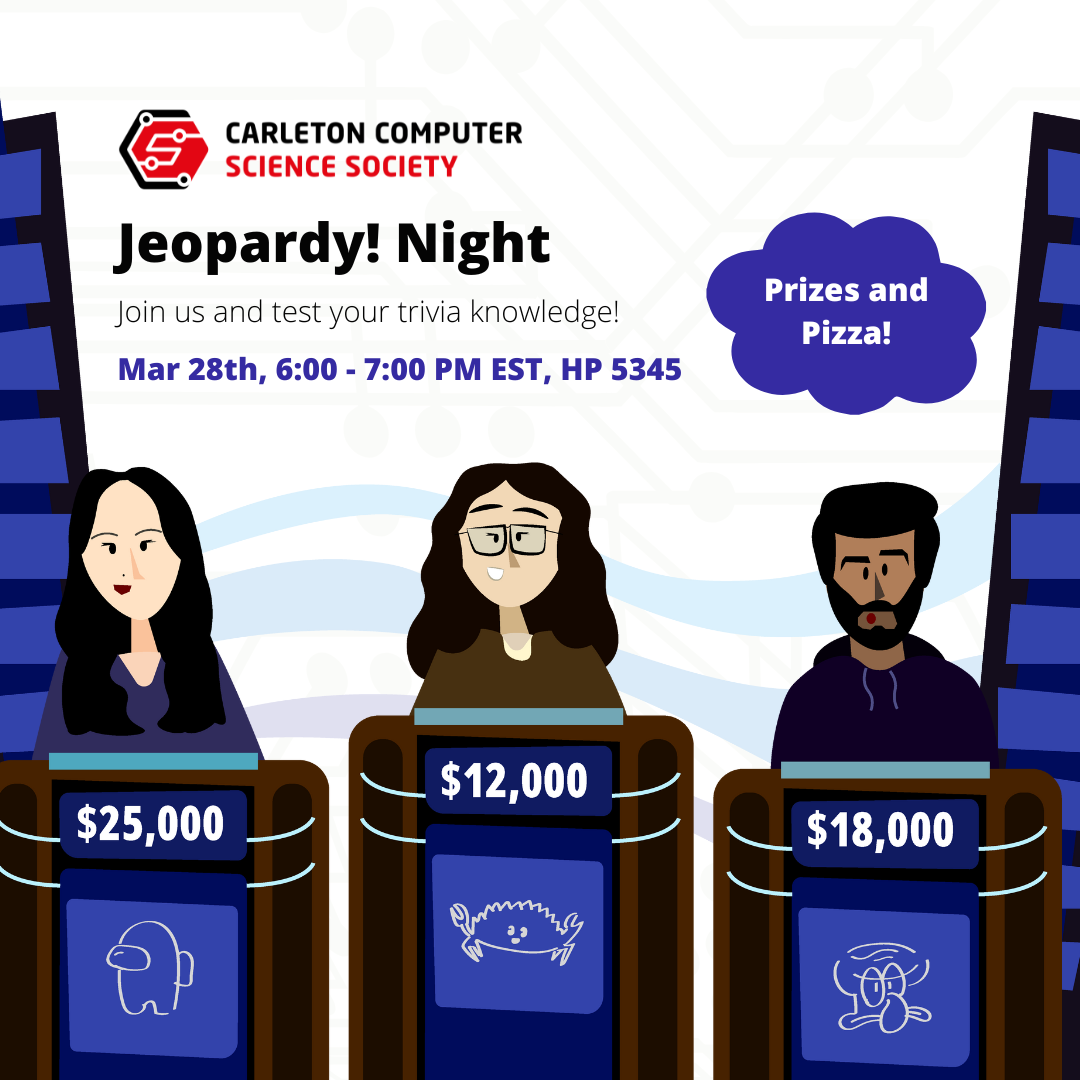 CARLETON COMPUTER
SCIENCE SOCIETY
Jeopardy! Night
Join us and test your trivia knowledge!
Mar 28th, 6:00 - 7:00 PM EST, HP 5345
Prizes and
Pizza!
$25,000
$12,000
$18,000